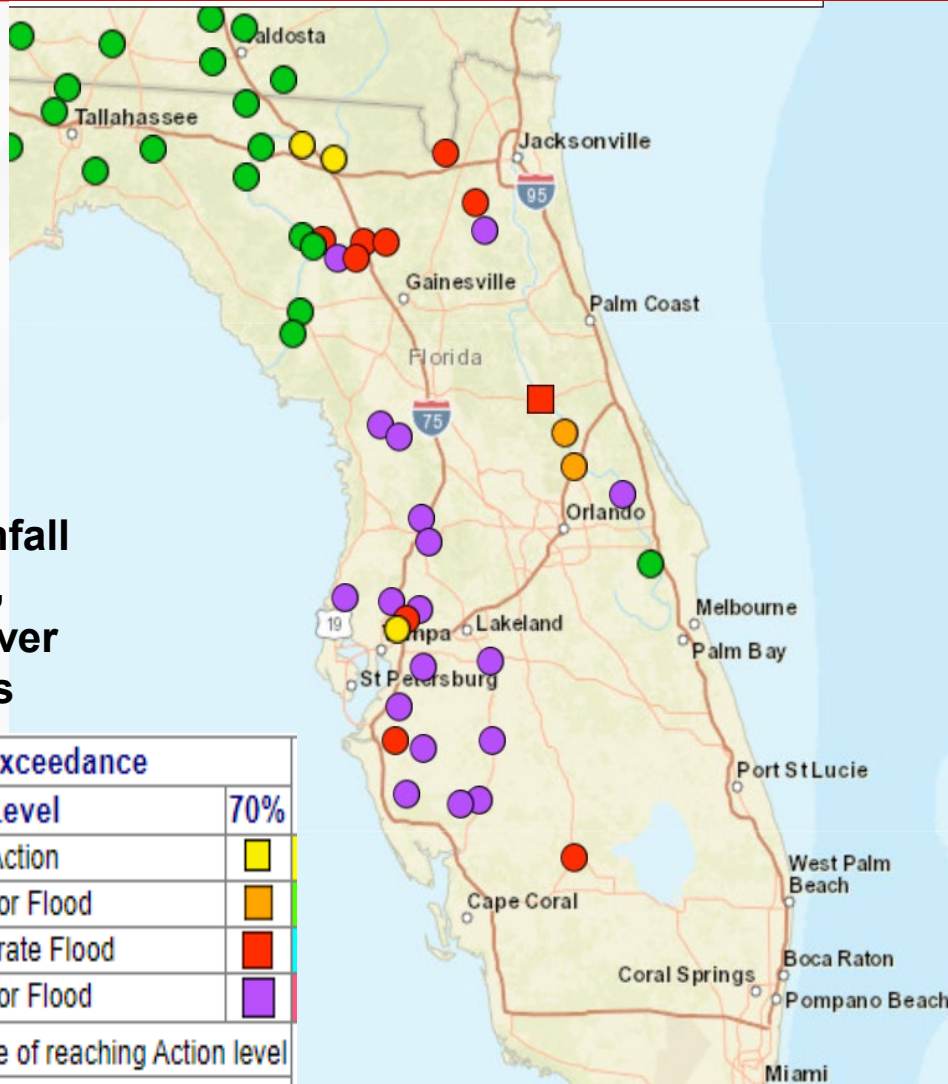 aldosta
Tallahassee
Jacksonville
95
Gainesville
Palm Coast
Florida
75
Orlando
nfall
,
ver
s
19
mpa
Lakeland
Melbourne
Palm Bay
St Petersburg
Port St Lucie
xceedance
Level 70%
Action
or Flood
rate Flood
or Flood
e of reaching Action level
West Palm
Beach
Cape Coral
Boca Raton
Coral Springs
Pompano Beach
Miami